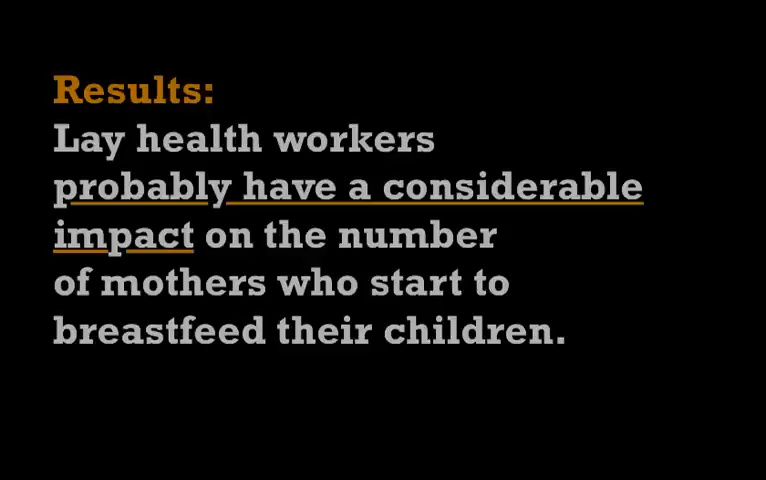 Results:
Lay health workers
probably have a considerable
impact on the number
of mothers who start to
breastfeed their children.